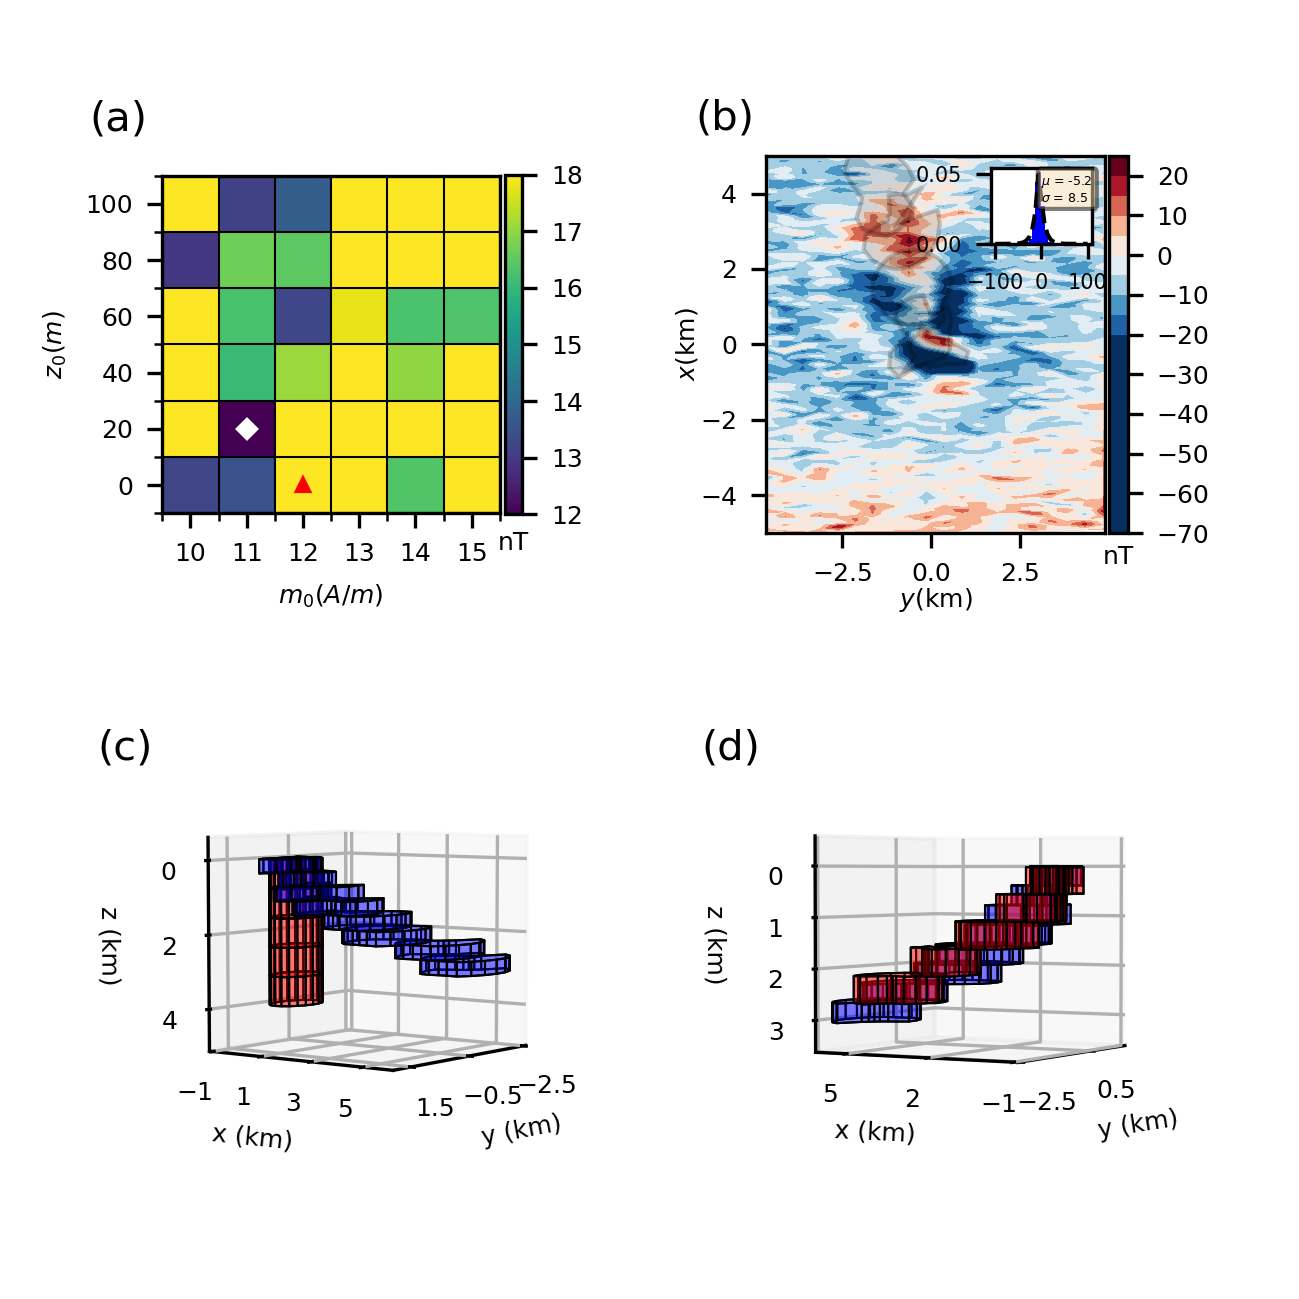 (a)
100
80
60
40
20
0
z₀(m)
10 11 12 13 14 15
m₀(A/m)
18
17
16
15
14
13
12
nT
(b)
4
2
0
−2
−4
x(km)
−2.5 0.0 2.5
y(km)
0.05
0.00
−100 0 100
μ = -5.2
σ = 8.5
20
10
0
−10
−20
−30
−40
−50
−60
−70
nT
(c)
0
2
4
z (km)
−1 1 3 5
x (km)
1.5 −0.5 −2.5
y (km)
(d)
0
1
2
3
z (km)
5 2 −1
x (km)
−2.5 0.5
y (km)